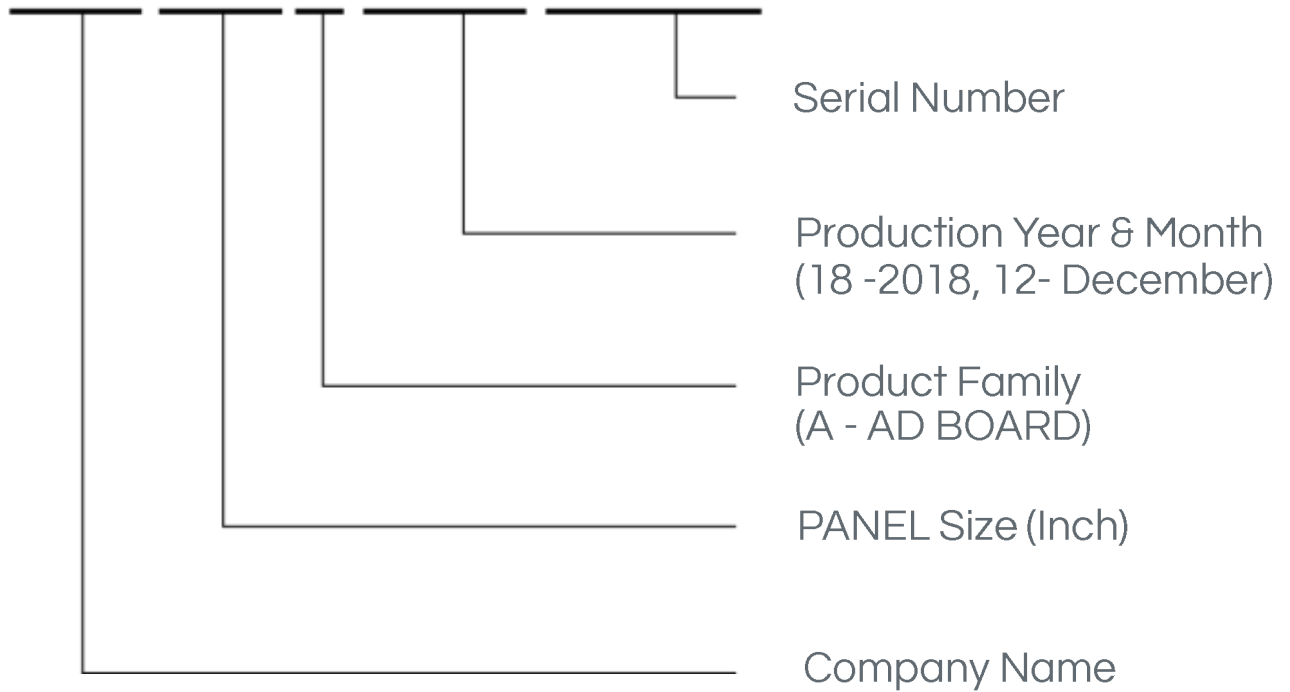 Serial Number
Production Year & Month
(18 -2018, 12- December)
Product Family
(A - AD BOARD)
PANEL Size (Inch)
Company Name